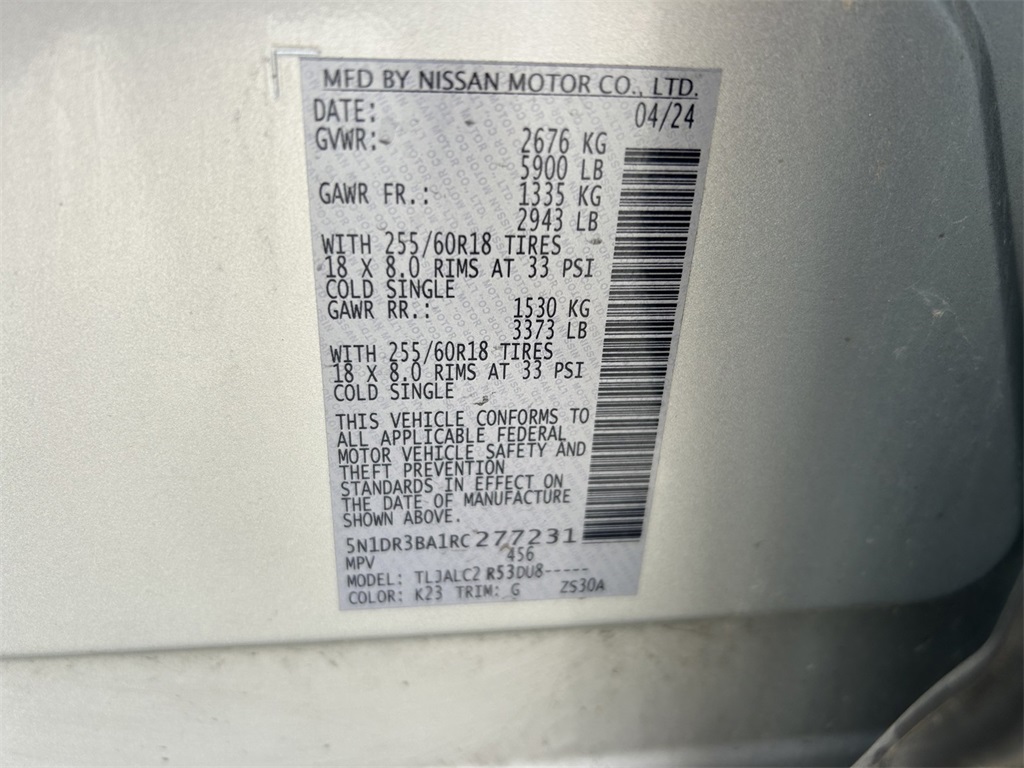 MFD BY NISSAN MOTOR CO., LTD.
DATE: 04/24
GVWR:- 2676 KG
5900 LB
GAWR FR.: 1335 KG
2943 LB
WITH 255/60R18 TIRES
18 X 8.0 RIMS AT 33 PSI
COLD SINGLE
GAWR RR.: 1530 KG
3373 LB
WITH 255/60R18 TIRES
18 X 8.0 RIMS AT 33 PSI
COLD SINGLE
THIS VEHICLE CONFORMS TO
ALL APPLICABLE FEDERAL
MOTOR VEHICLE SAFETY AND
THEFT PREVENTION
STANDARDS IN EFFECT ON
THE DATE OF MANUFACTURE
SHOWN ABOVE.
5N1DR3BA1RC277231
MPV 456
MODEL: TLJALC2 R53DU8-----
COLOR: K23 TRIM: G ZS30A